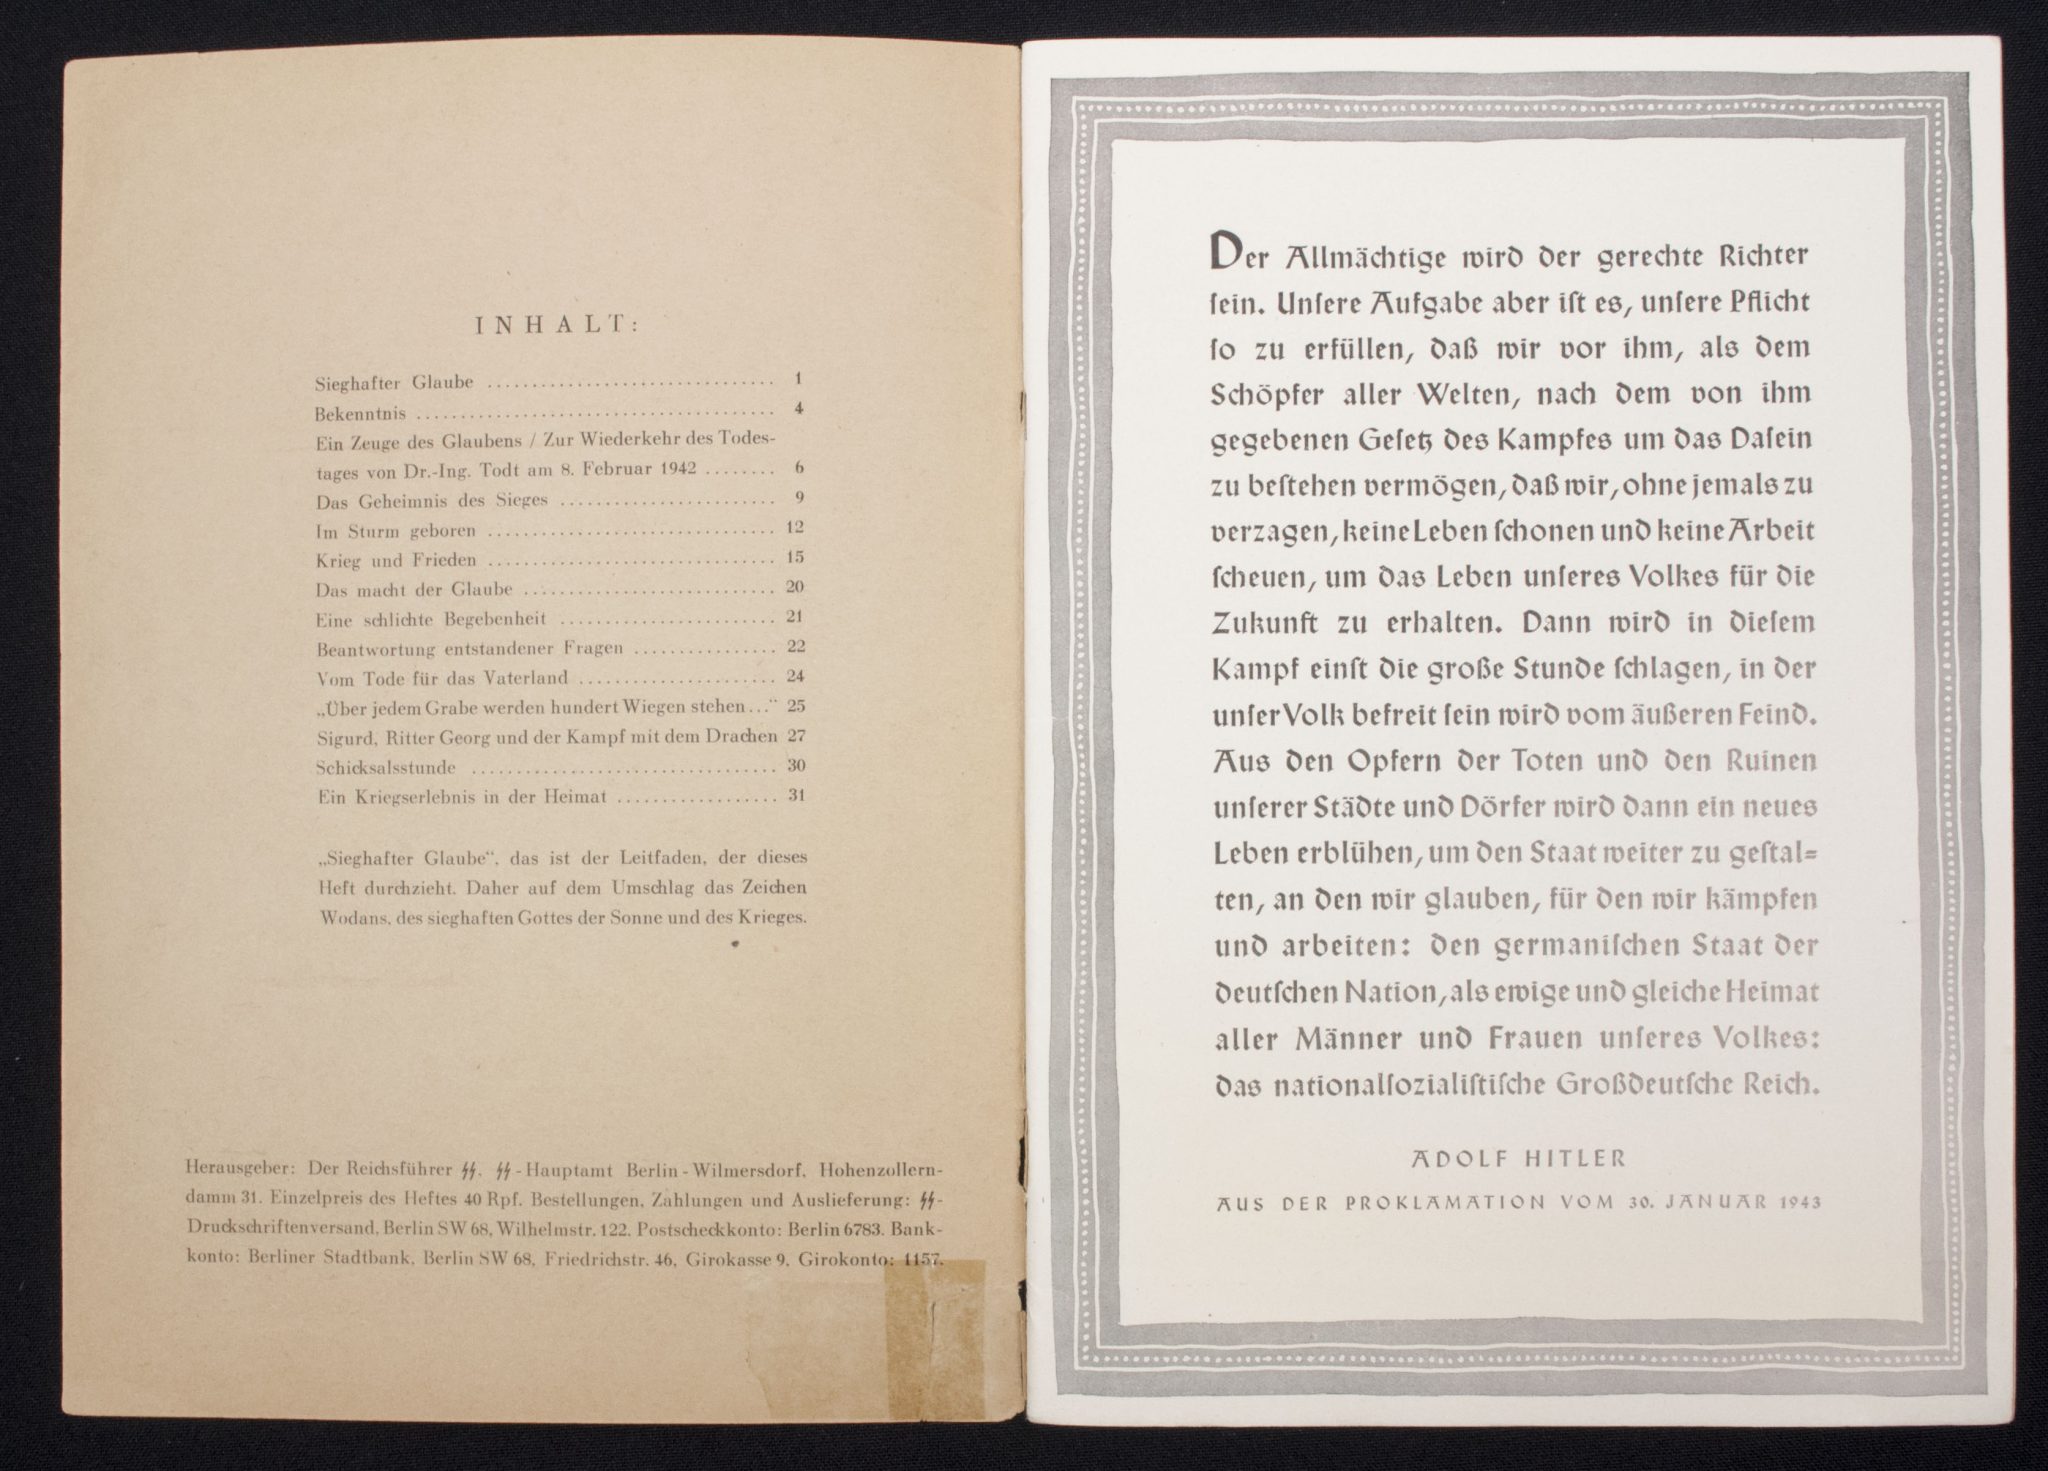 INHALT:
Sieghafter Glaube ................................ 1
Bekenntnis ........................................ 4
Ein Zeuge des Glaubens / Zur Wiederkehr des Todes-
tages von Dr.-Ing. Todt am 8. Februar 1942 ........ 6
Das Geheimnis des Sieges ........................ 9
Im Sturm geboren ................................ 12
Krieg und Frieden ................................ 15
Das macht der Glaube ............................ 20
Eine schlichte Begebenheit ........................ 21
Beantwortung entstandener Fragen ................ 22
Vom Tode für das Vaterland ...................... 24
„Über jedem Grabe werden hundert Wiegen stehen...“ 25
Sigurd, Ritter Georg und der Kampf mit dem Drachen 27
Schicksalsstunde .................................. 30
Ein Kriegserlebnis in der Heimat .................. 31
„Sieghafter Glaube“, das ist der Leitfaden, der dieses
Heft durchzieht. Daher auf dem Umschlag das Zeichen
Wodans, des sieghaften Gottes der Sonne und des Krieges.
Herausgeber: Der Reichsführer ᛋᛋ, ᛋᛋ-Hauptamt Berlin-Wilmersdorf, Hohenzollern-
damm 31. Einzelpreis des Heftes 40 Rpf. Bestellungen, Zahlungen und Auslieferung: ᛋᛋ-
Druckschriftenversand, Berlin SW 68, Wilhelmstr. 122. Postscheckkonto: Berlin 6783. Bank-
konto: Berliner Stadtbank, Berlin SW 68, Friedrichstr. 46, Girokasse 9. Girokonto: 1157.
Der Allmächtige wird der gerechte Richter
ſein. Unſere Aufgabe aber iſt es, unſere Pflicht
ſo zu erfüllen, daß wir vor ihm, als dem
Schöpfer aller Welten, nach dem von ihm
gegebenen Geſetz des Kampfes um das Daſein
zu beſtehen vermögen, daß wir, ohne jemals zu
verzagen, keine Leben ſchonen und keine Arbeit
ſcheuen, um das Leben unſeres Volkes für die
Zukunft zu erhalten. Dann wird in dieſem
Kampf einſt die große Stunde ſchlagen, in der
unſer Volk befreit ſein wird vom äußeren Feind.
Aus den Opfern der Toten und den Ruinen
unſerer Städte und Dörfer wird dann ein neues
Leben erblühen, um den Staat weiter zu geſtal=
ten, an den wir glauben, für den wir kämpfen
und arbeiten: den germaniſchen Staat der
deutſchen Nation, als ewige und gleiche Heimat
aller Männer und Frauen unſeres Volkes:
das nationalſozialiſtiſche Großdeutſche Reich.
ADOLF HITLER
AUS DER PROKLAMATION VOM 30. JANUAR 1943